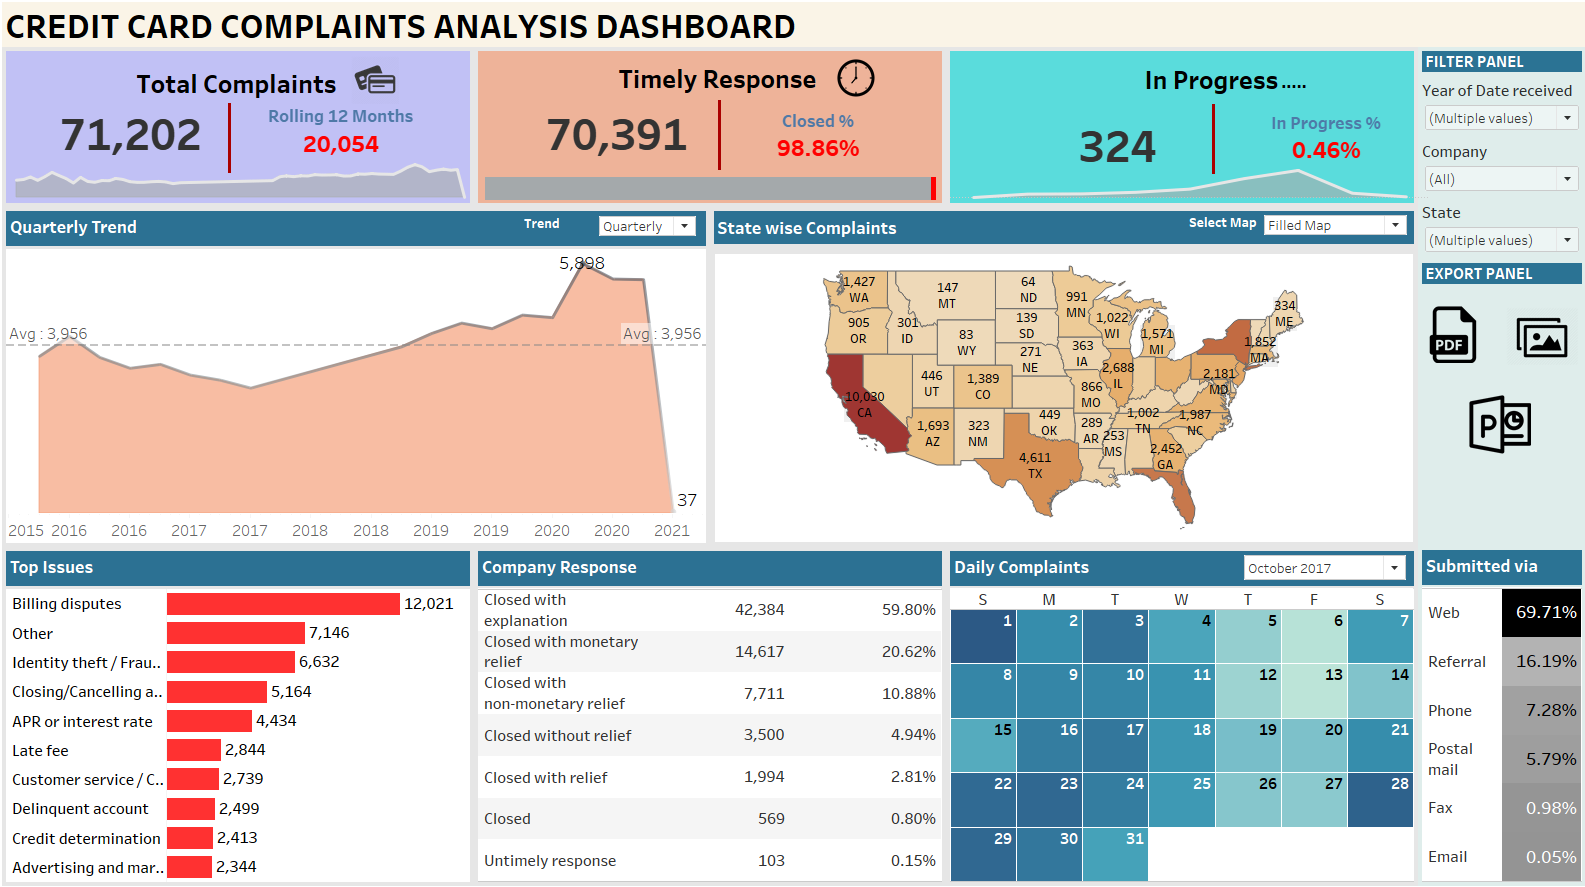 CREDIT CARD COMPLAINTS ANALYSIS DASHBOARD
Total Complaints
71,202
Rolling 12 Months
20,054
Timely Response
70,391
Closed %
98.86%
In Progress.....
324
In Progress %
0.46%
FILTER PANEL
Year of Date received
(Multiple values)
Company
(All)
State
(Multiple values)
EXPORT PANEL
PDF
P
Quarterly Trend
Trend
Quarterly
5,898
Avg : 3,956
Avg : 3,956
37
2015 2016 2016 2017 2017 2018 2018 2019 2019 2020 2020 2021
State wise Complaints
Select Map
Filled Map
1,427
WA
147
MT
64
ND
991
MN
334
ME
905
OR
301
ID
139
SD
1,022
WI
1,571
MI
1,852
MA
83
WY
271
NE
363
IA
2,688
IL
2,181
MD
446
UT
1,389
CO
866
MO
10,030
CA
1,693
AZ
323
NM
449
OK
289
AR
1,002
TN
1,987
NC
253
MS
2,452
GA
4,611
TX
Top Issues
Billing disputes 12,021
Other 7,146
Identity theft / Frau.. 6,632
Closing/Cancelling a.. 5,164
APR or interest rate 4,434
Late fee 2,844
Customer service / C.. 2,739
Delinquent account 2,499
Credit determination 2,413
Advertising and mar.. 2,344
Company Response
Closed with
explanation 42,384 59.80%
Closed with monetary
relief 14,617 20.62%
Closed with
non-monetary relief 7,711 10.88%
Closed without relief 3,500 4.94%
Closed with relief 1,994 2.81%
Closed 569 0.80%
Untimely response 103 0.15%
Daily Complaints
October 2017
S M T W T F S
1 2 3 4 5 6 7
8 9 10 11 12 13 14
15 16 17 18 19 20 21
22 23 24 25 26 27 28
29 30 31
Submitted via
Web 69.71%
Referral 16.19%
Phone 7.28%
Postal
mail 5.79%
Fax 0.98%
Email 0.05%